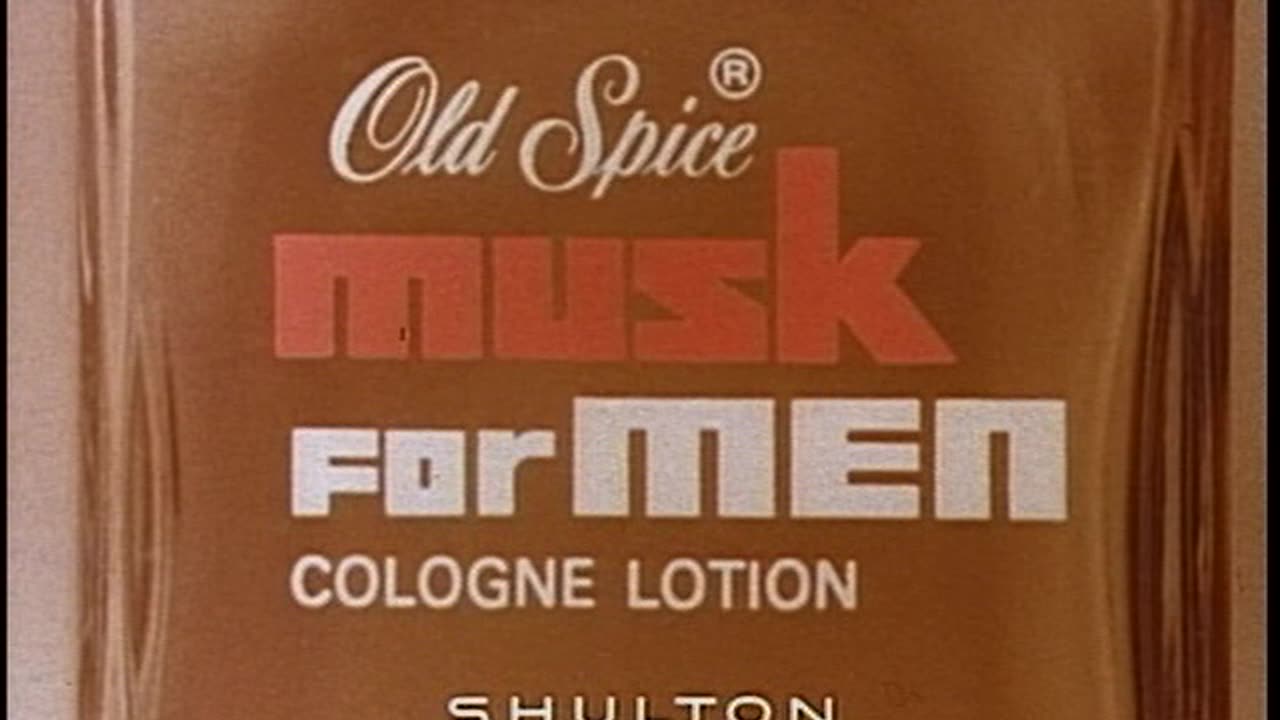 Old Spice®
musk
For MEN
COLOGNE LOTION
SHULTON